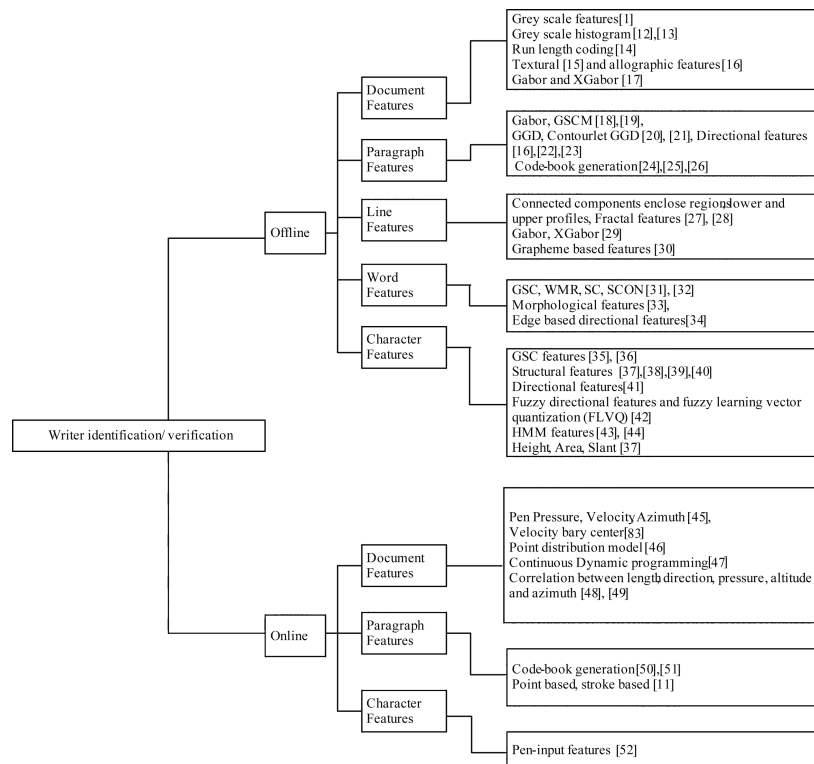 Writer identification/ verification
Offline
Document
Features
Grey scale features[1]
Grey scale histogram[12],[13]
Run length coding[14]
Textural [15] and allographic features[16]
Gabor and XGabor [17]
Paragraph
Features
Gabor, GSCM [18],[19],
GGD, Contourlet GGD [20], [21], Directional features
[16],[22],[23]
Code-book generation[24],[25],[26]
Line
Features
Connected components enclose region,slower and
upper profiles, Fractal features [27], [28]
Gabor, XGabor [29]
Grapheme based features [30]
Word
Features
GSC, WMR, SC, SCON [31], [32]
Morphological features [33],
Edge based directional features[34]
Character
Features
GSC features [35], [36]
Structural features [37],[38],[39],[40]
Directional features[41]
Fuzzy directional features and fuzzy learning vector
quantization (FLVQ) [42]
HMM features[43], [44]
Height, Area, Slant [37]
Online
Document
Features
Pen Pressure, Velocity,Azimuth [45],
Velocity bary center[83]
Point distribution model [46]
Continuous Dynamic programming[47]
Correlation between length,direction, pressure, altitude
and azimuth [48], [49]
Paragraph
Features
Code-book generation[50],[51]
Point based, stroke based [11]
Character
Features
Pen-input features [52]